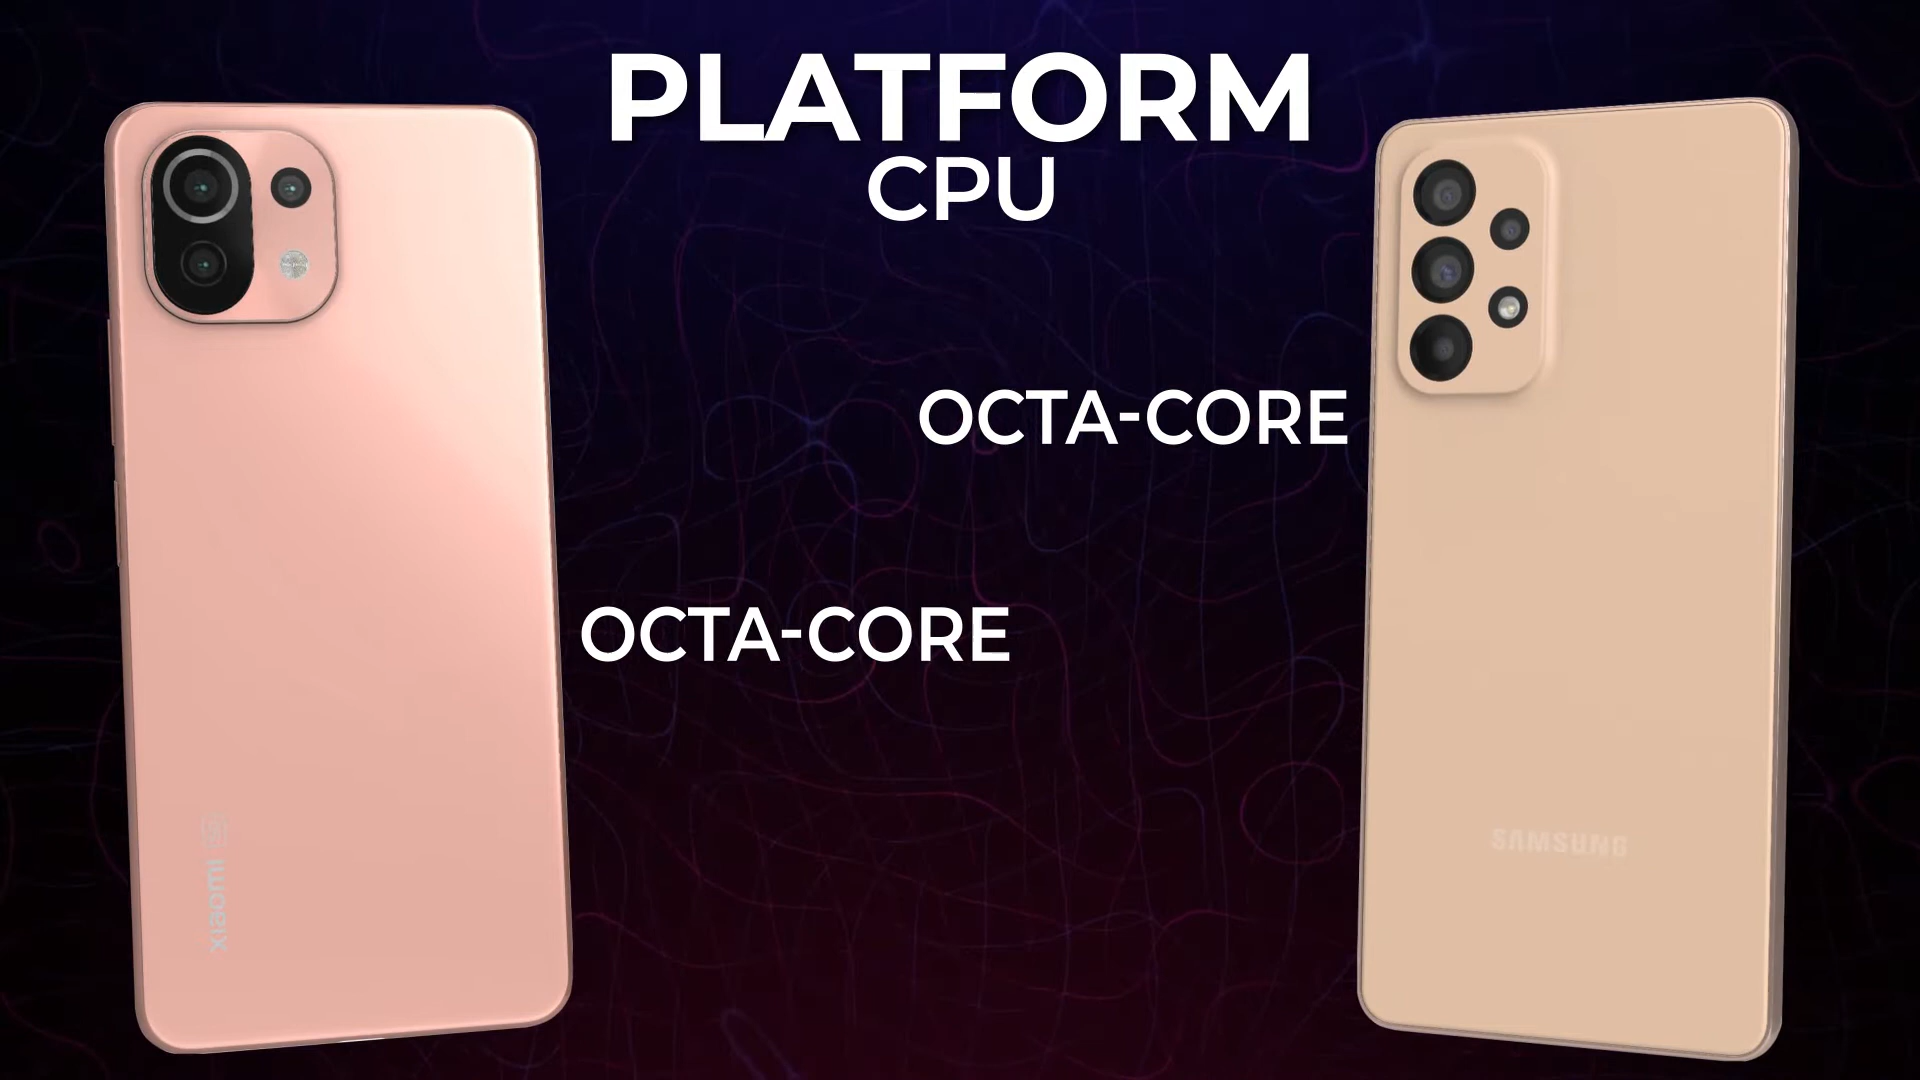 PLATFORM
CPU
OCTA-CORE
OCTA-CORE
SAMSUNG
xiaomi